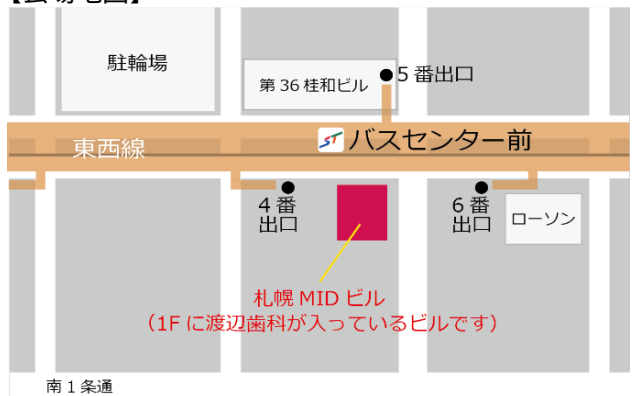 【会場地図】
駐輪場
第36桂和ビル
5番出口
東西線
ST バスセンター前
4番
出口
6番
出口
ローソン
札幌MIDビル
（1Fに渡辺歯科が入っているビルです）
南1条通